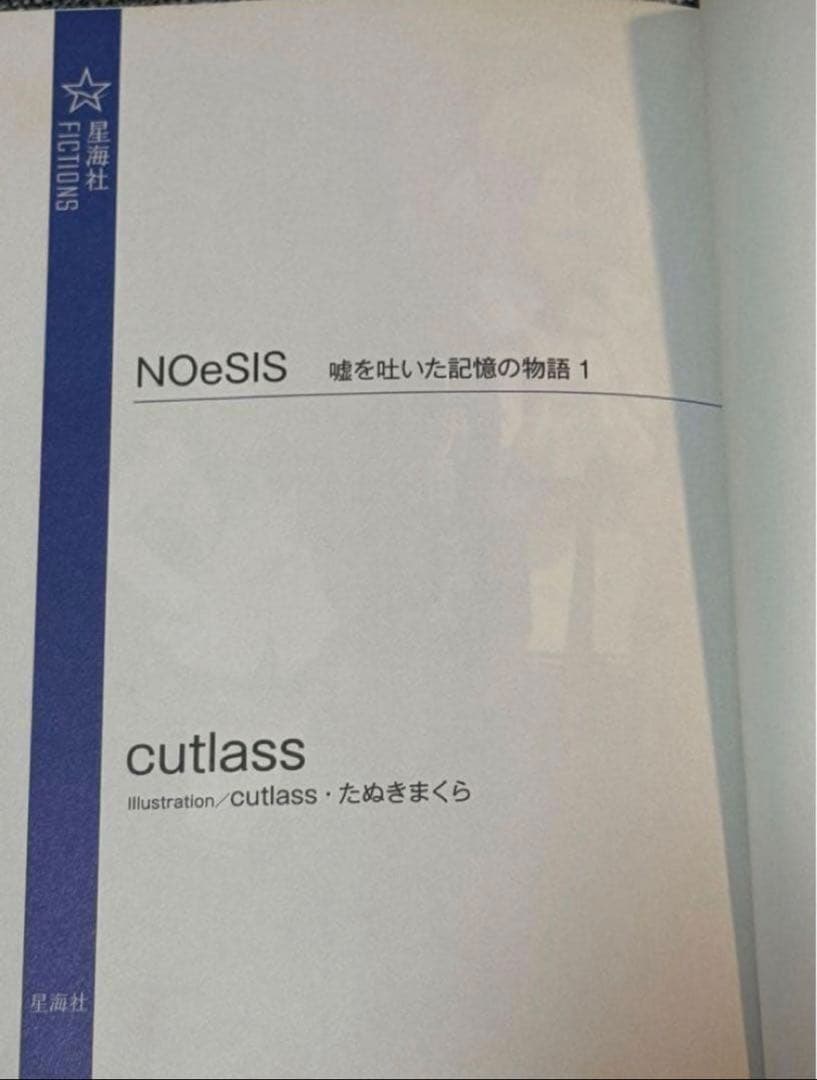 星海社
FICTIONS
NOeSIS 嘘を吐いた記憶の物語 1
cutlass
Illustration／cutlass・たぬきまくら
星海社